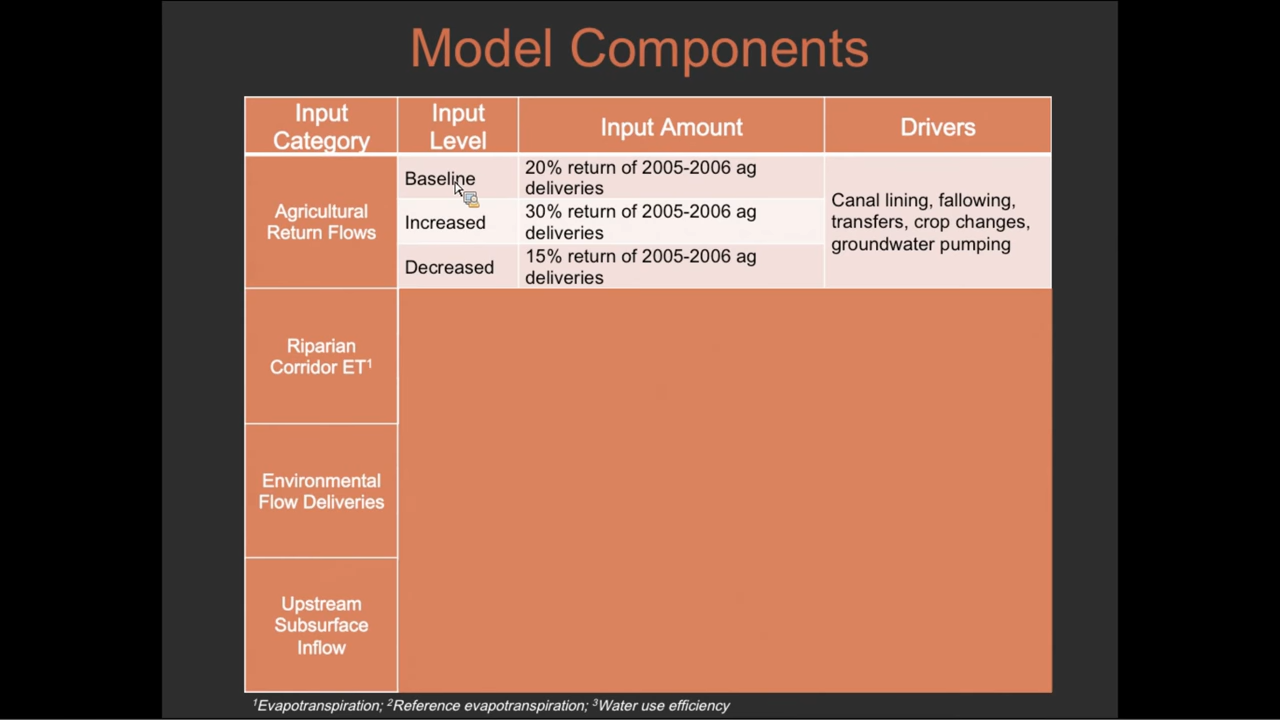 Model Components
Input
Category
Input
Level
Input Amount
Drivers
Agricultural
Return Flows
Baseline
20% return of 2005-2006 ag
deliveries
Increased
30% return of 2005-2006 ag
deliveries
Decreased
15% return of 2005-2006 ag
deliveries
Canal lining, fallowing,
transfers, crop changes,
groundwater pumping
Riparian
Corridor ET¹
Environmental
Flow Deliveries
Upstream
Subsurface
Inflow
¹Evapotranspiration; ²Reference evapotranspiration; ³Water use efficiency